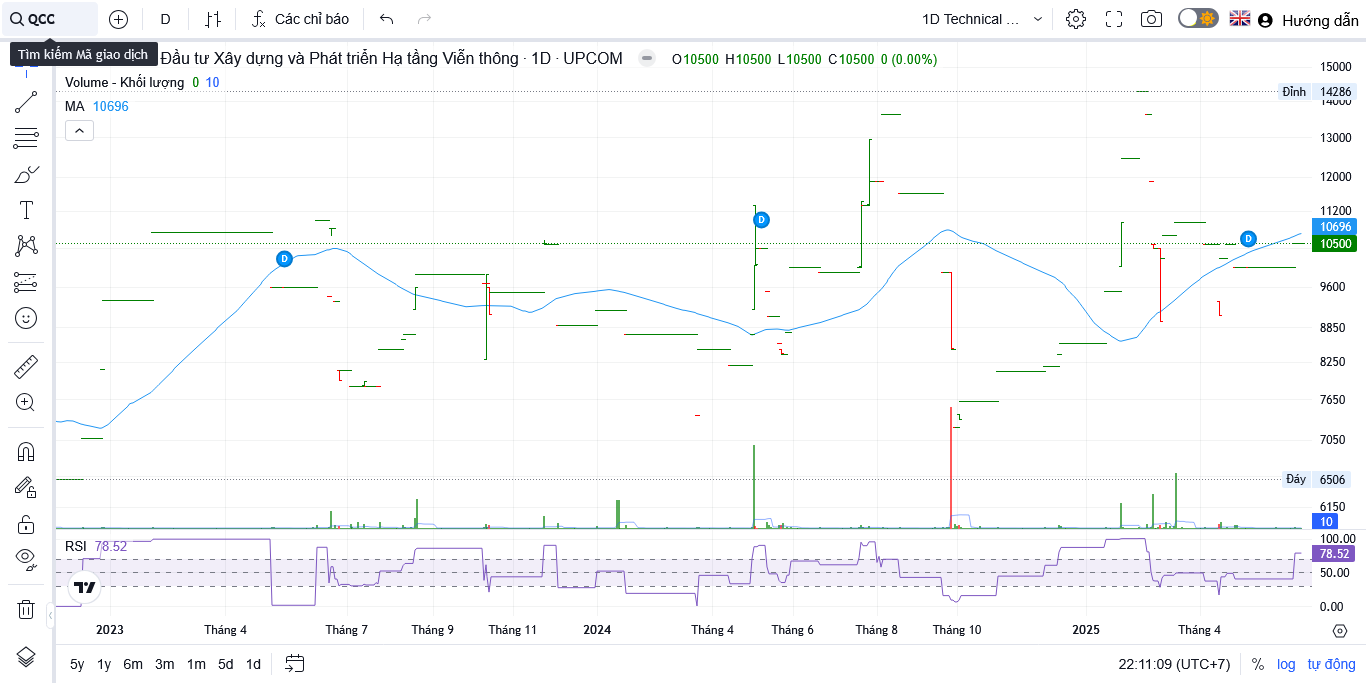 QCC D Các chỉ báo 1D Technical ... Hướng dẫn
Tìm kiếm Mã giao dịch
Đầu tư Xây dựng và Phát triển Hạ tầng Viễn thông · 1D · UPCOM O10500 H10500 L10500 C10500 0 (0.00%)
Volume - Khối lượng 0 10
MA 10696
15000
Đỉnh 14286
14000
13000
12000
11200
10696
10500
9600
8850
8250
7650
7050
Đáy 6506
6150
10
D
D
D
RSI 78.52
100.00
78.52
50.00
0.00
2023 Tháng 4 Tháng 7 Tháng 9 Tháng 11 2024 Tháng 4 Tháng 6 Tháng 8 Tháng 10 2025 Tháng 4
5y 1y 6m 3m 1m 5d 1d 22:11:09 (UTC+7) % log tự động